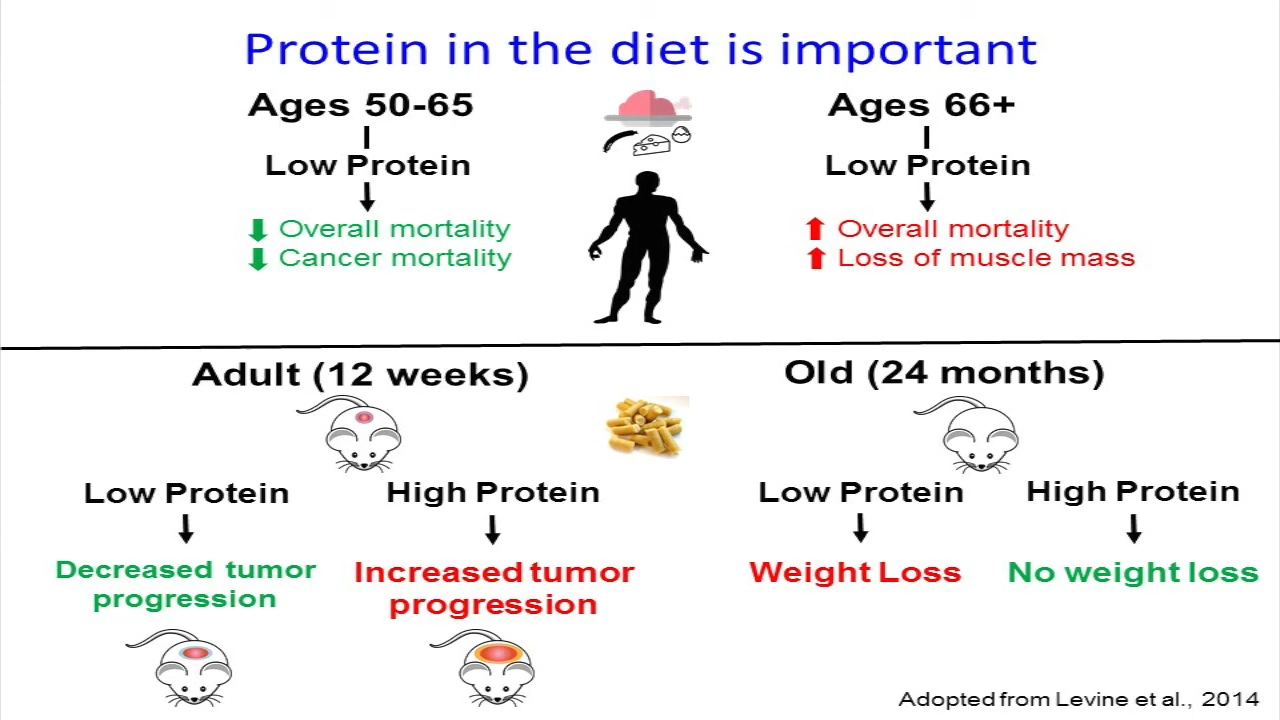 Protein in the diet is important
Ages 50-65
Low Protein
Overall mortality
Cancer mortality
Ages 66+
Low Protein
Overall mortality
Loss of muscle mass
Adult (12 weeks)
Low Protein
Decreased tumor
progression
High Protein
Increased tumor
progression
Old (24 months)
Low Protein
Weight Loss
High Protein
No weight loss
Adopted from Levine et al., 2014